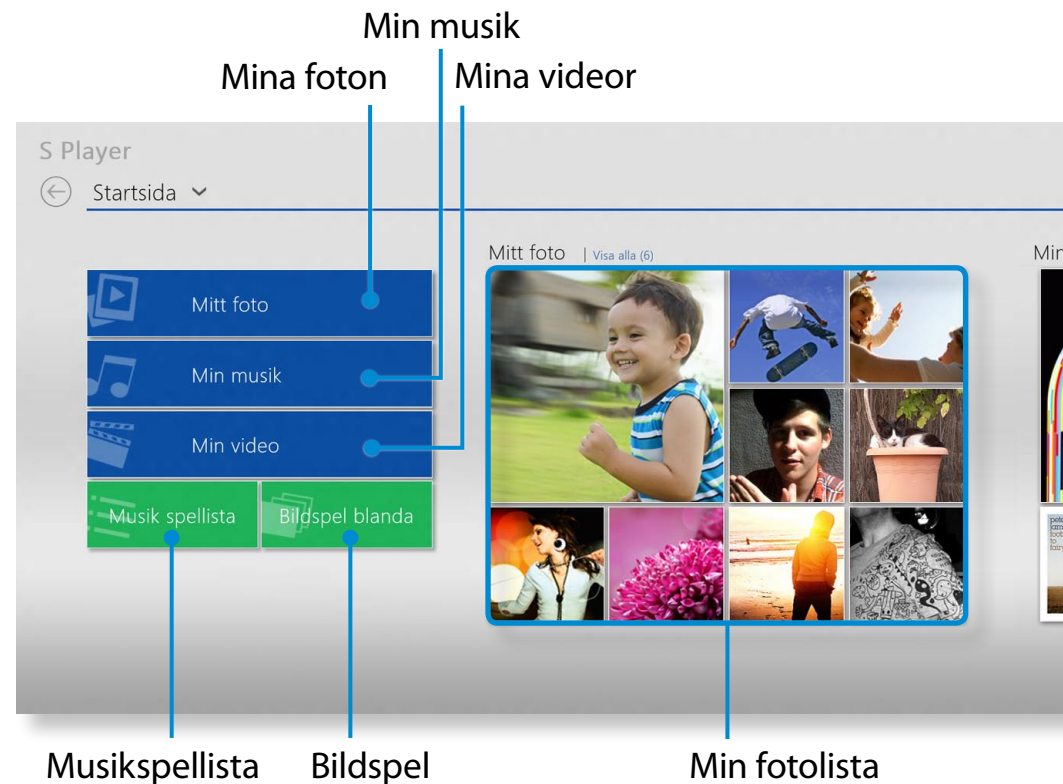 Min musik
Mina foton
Mina videor
S Player
Startsida
Mitt foto | Visa alla (6)
Min
Mitt foto
Min musik
Min video
Musik spellista
Bildspel blanda
Musikspellista
Bildspel
Min fotolista